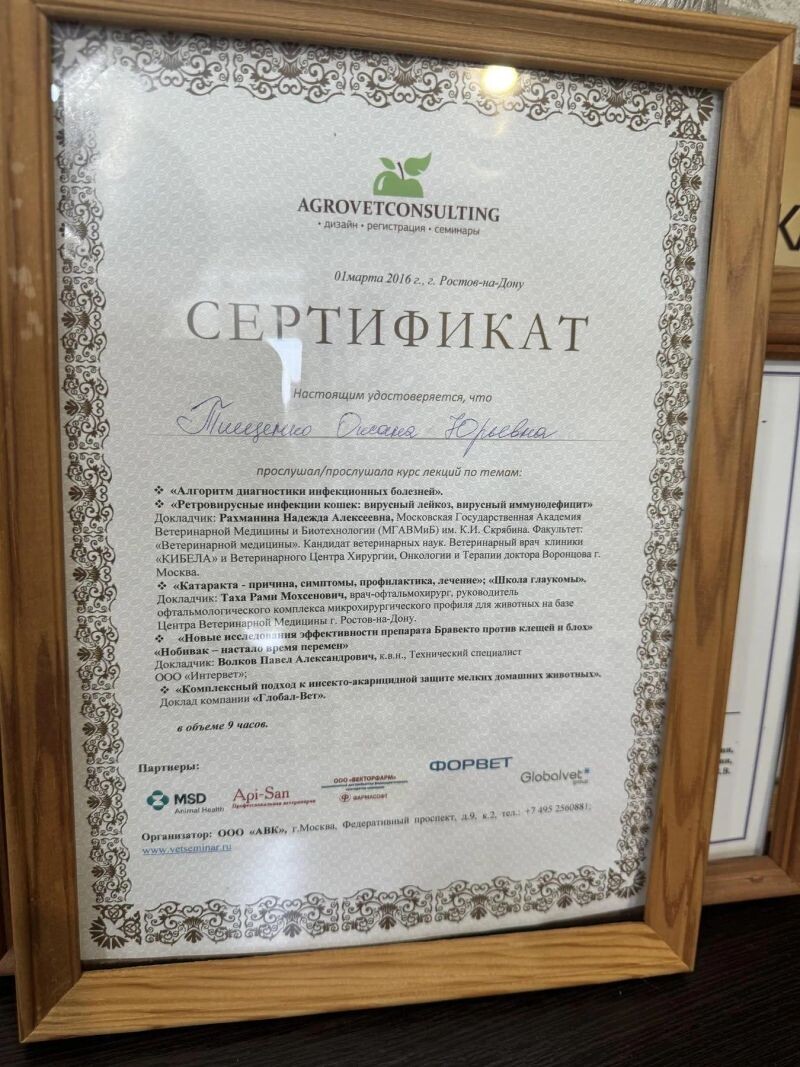 AGROVETCONSULTING
• дизайн • регистрация • семинары
01марта 2016 г., г. Ростов-на-Дону
СЕРТИФИКАТ
Настоящим удостоверяется, что
Тищенко Оксана Юрьевна
прослушал/прослушала курс лекций по темам:
❖ «Алгоритм диагностики инфекционных болезней».
❖ «Ретровирусные инфекции кошек: вирусный лейкоз, вирусный иммунодефицит»
Докладчик: Рахманина Надежда Алексеевна, Московская Государственная Академия
Ветеринарной Медицины и Биотехнологии (МГАВМиБ) им. К.И. Скрябина. Факультет:
«Ветеринарной медицины». Кандидат ветеринарных наук. Ветеринарный врач клиники
«КИБЕЛА» и Ветеринарного Центра Хирургии, Онкологии и Терапии доктора Воронцова г.
Москва.
❖ «Катаракта - причина, симптомы, профилактика, лечение»; «Школа глаукомы».
Докладчик: Таха Рами Мохсенович, врач-офтальмохирург, руководитель
офтальмологического комплекса микрохирургического профиля для животных на базе
Центра Ветеринарной Медицины г. Ростов-на-Дону.
❖ «Новые исследования эффективности препарата Бравекто против клещей и блох»
«Нобивак – настало время перемен»
Докладчик: Волков Павел Александрович, к.в.н., Технический специалист
ООО «Интервет»;
❖ «Комплексный подход к инсекто-акарицидной защите мелких домашних животных».
Доклад компании «Глобал-Вет».
в объеме 9 часов.
Партнеры:
MSD
Animal Health
Api-San
Профессиональная ветеринария
ООО «ВЕКТОРФАРМ»
ФАРМАСОФТ
ФОРВЕТ
Globalvet
group
Организатор: ООО «АВК», г.Москва, Федеративный проспект, д.9, к.2, тел.: +7 495 2560881;
www.vetseminar.ru